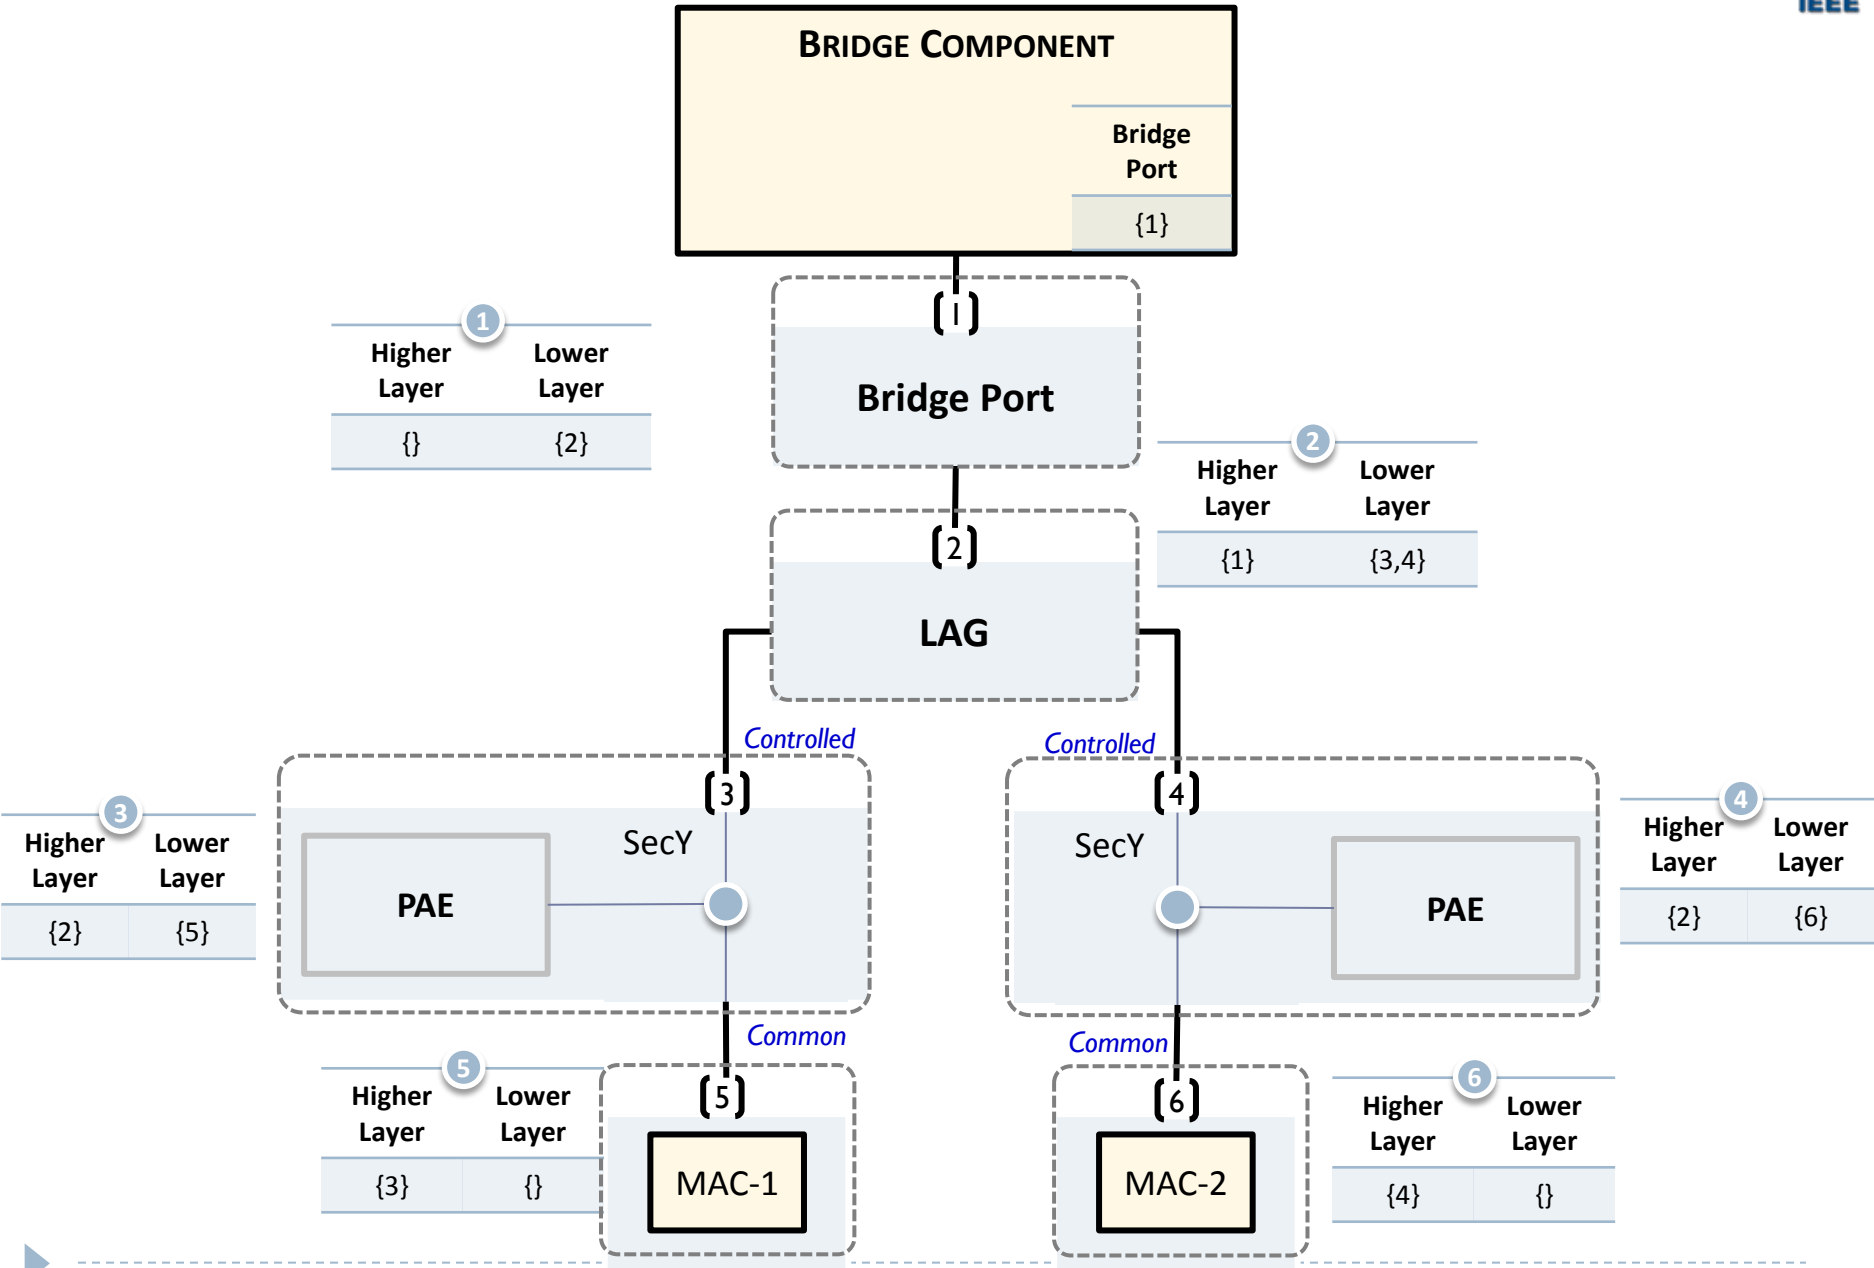 IEEE
BRIDGE COMPONENT
Bridge
Port
{1}
1
Higher Lower
Layer Layer
{} {2}
[1]
Bridge Port
2
Higher Lower
Layer Layer
{1} {3,4}
[2]
LAG
Controlled
Controlled
3
Higher Lower
Layer Layer
{2} {5}
[3]
SecY
PAE
[4]
SecY
PAE
4
Higher Lower
Layer Layer
{2} {6}
Common
Common
5
Higher Lower
Layer Layer
{3} {}
[5]
MAC-1
[6]
MAC-2
6
Higher Lower
Layer Layer
{4} {}